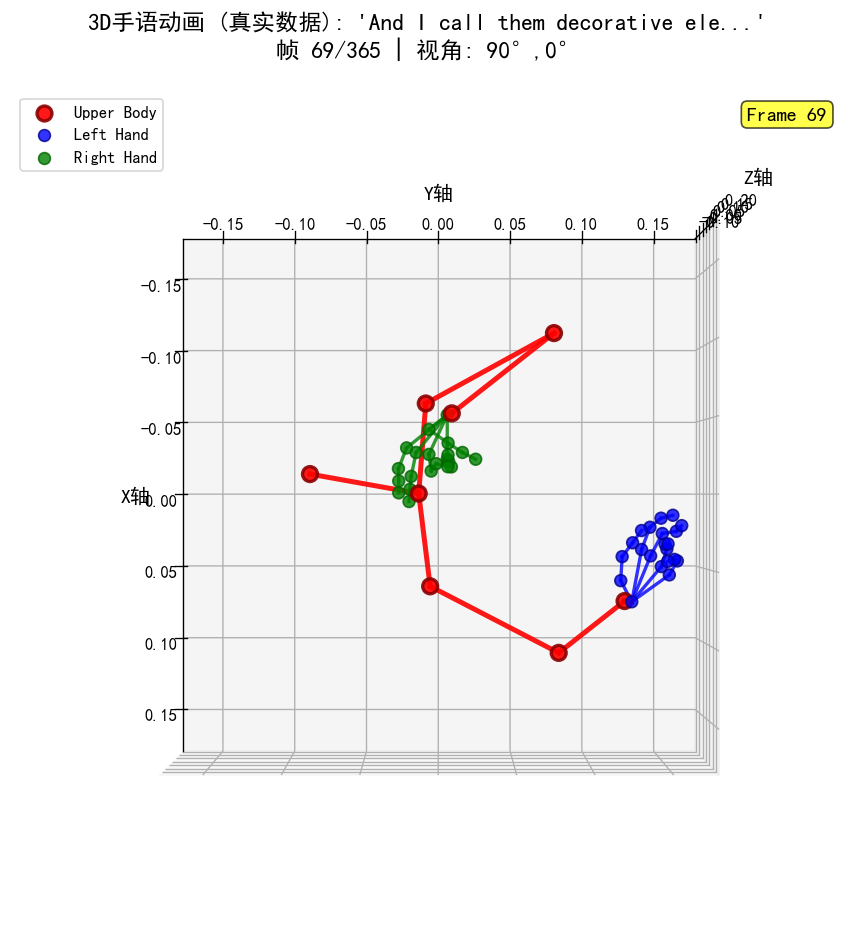 3D手语动画 (真实数据): 'And I call them decorative ele...'
帧 69/365 | 视角: 90°,0°
Upper Body
Left Hand
Right Hand
Frame 69
Z轴
Y轴
-0.15 -0.10 -0.05 0.00 0.05 0.10 0.15
-0.15
-0.10
-0.05
X轴
0.00
0.05
0.10
0.15